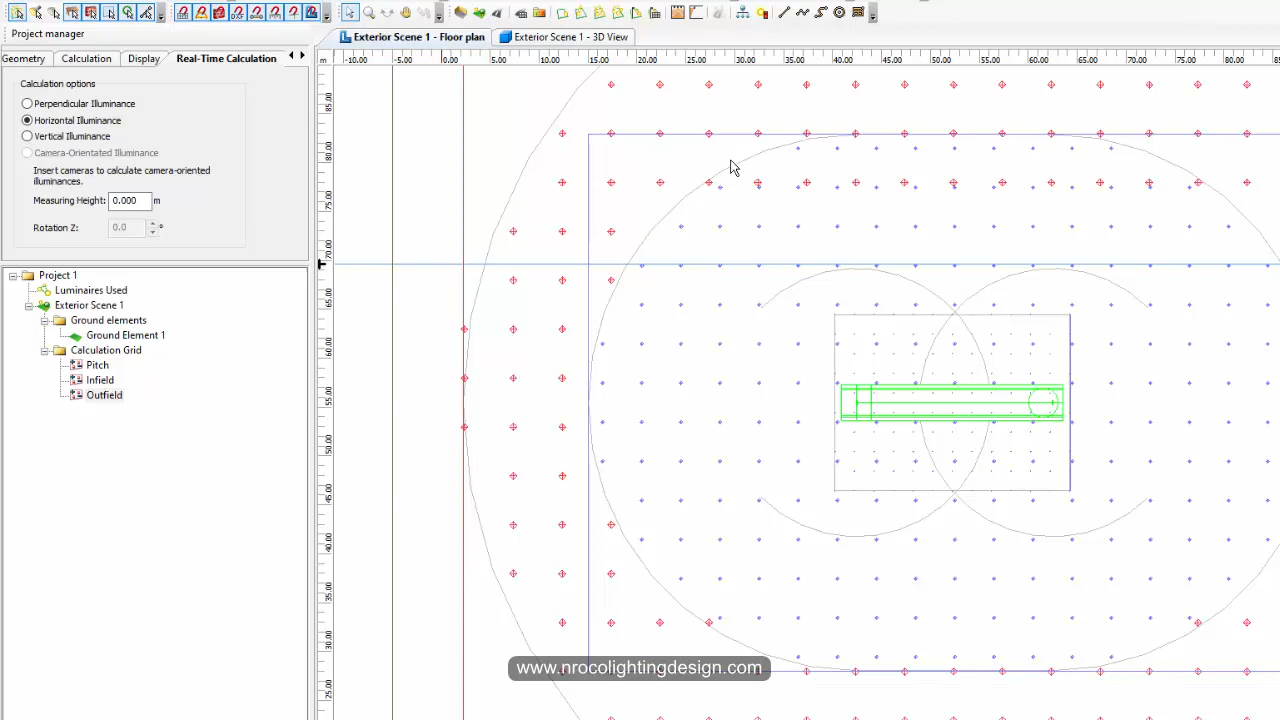 Project manager
Geometry
Calculation
Display
Real-Time Calculation
Calculation options
Perpendicular Illuminance
Horizontal Illuminance
Vertical Illuminance
Camera-Orientated Illuminance
Insert cameras to calculate camera-oriented
illuminances.
Measuring Height: 0.000 m
Rotation Z: 0.0 °
Project 1
Luminaires Used
Exterior Scene 1
Ground elements
Ground Element 1
Calculation Grid
Pitch
Infield
Outfield
Exterior Scene 1 - Floor plan
Exterior Scene 1 - 3D View
m -10.00 -5.00 0.00 5.00 10.00 15.00 20.00 25.00 30.00 35.00 40.00 45.00 50.00 55.00 60.00 65.00 70.00 75.00 80.00
85.00
80.00
75.00
70.00
65.00
60.00
55.00
50.00
45.00
40.00
35.00
30.00
25.00
www.nrocolightingdesign.com